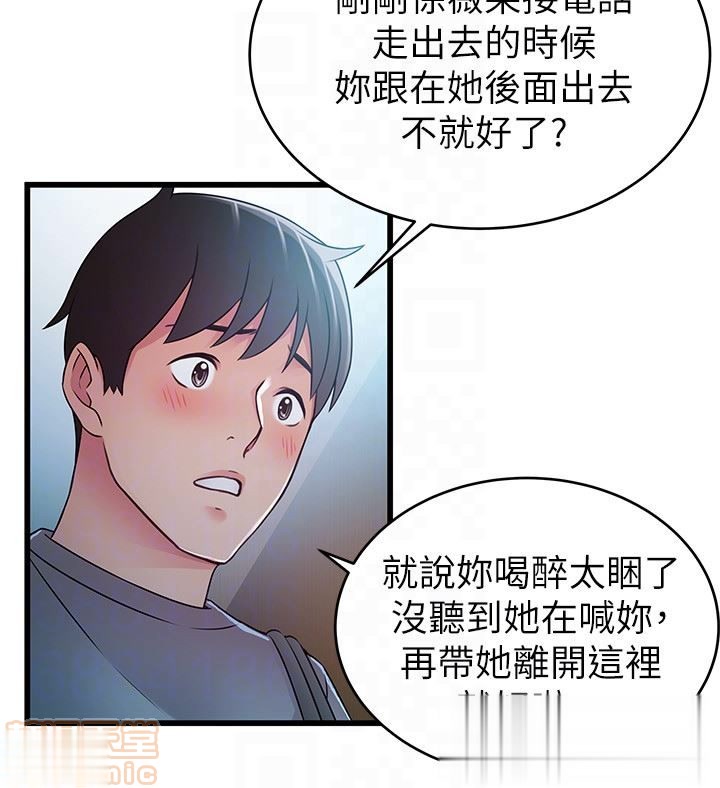 走出去的時候
妳跟在她後面出去
不就好了?
就說妳喝醉太睏了
沒聽到她在喊妳，
再帶她離開這裡